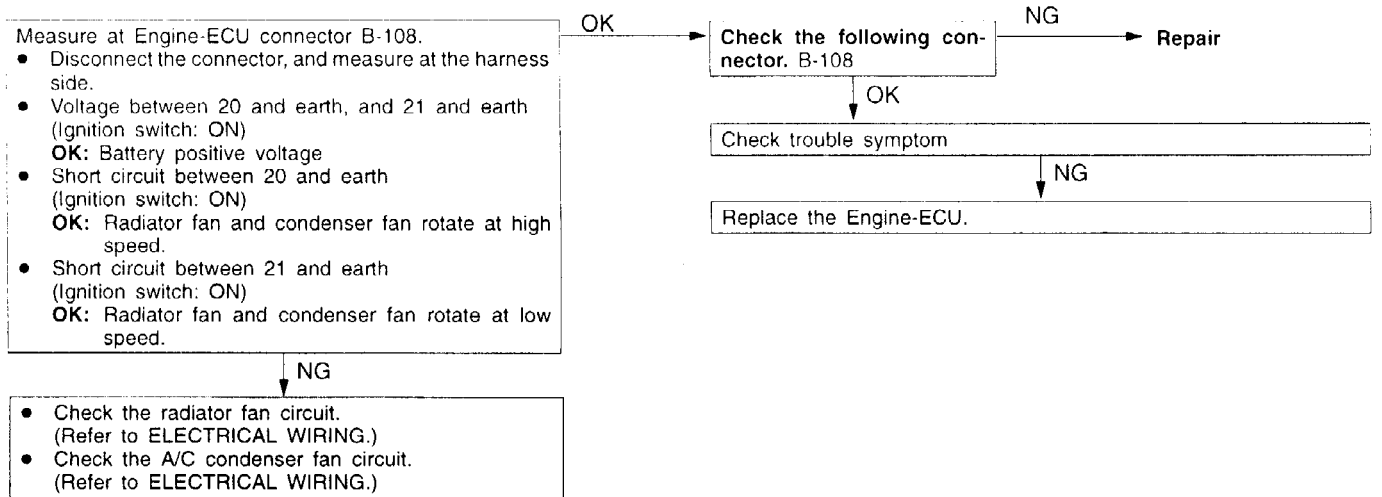 Measure at Engine-ECU connector B-108.
● Disconnect the connector, and measure at the harness
side.
● Voltage between 20 and earth, and 21 and earth
(Ignition switch: ON)
OK: Battery positive voltage
● Short circuit between 20 and earth
(Ignition switch: ON)
OK: Radiator fan and condenser fan rotate at high
speed.
● Short circuit between 21 and earth
(Ignition switch: ON)
OK: Radiator fan and condenser fan rotate at low
speed.
OK
Check the following con-
nector. B-108
NG
Repair
OK
Check trouble symptom
NG
Replace the Engine-ECU.
NG
● Check the radiator fan circuit.
(Refer to ELECTRICAL WIRING.)
● Check the A/C condenser fan circuit.
(Refer to ELECTRICAL WIRING.)